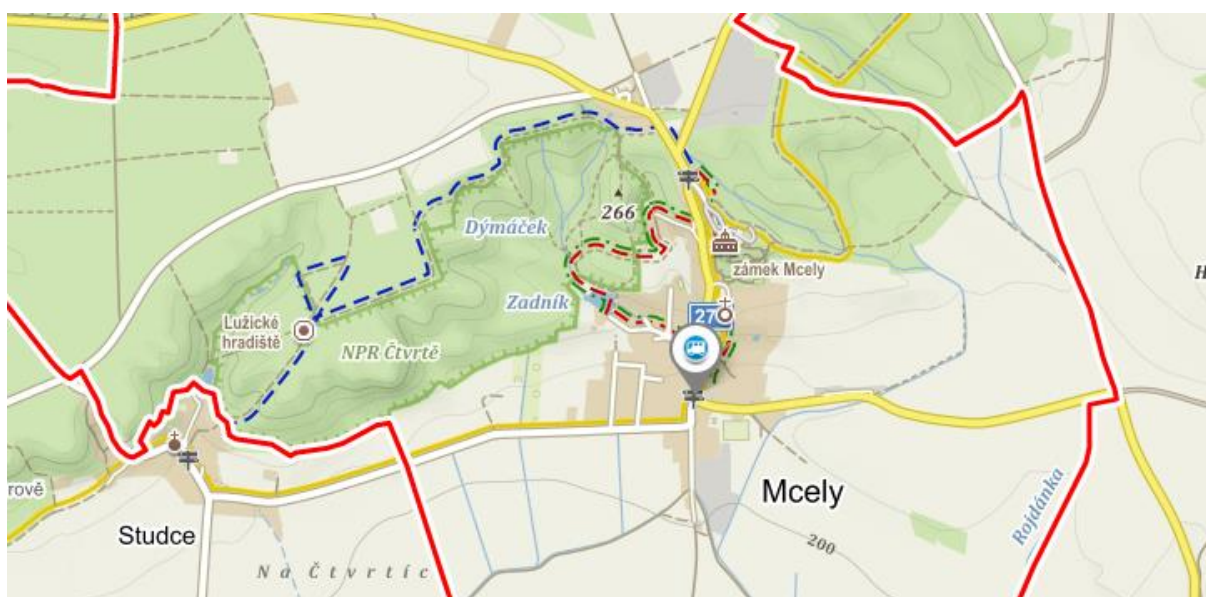 Dýmáček
266
zámek Mcely
Zadník
27
Lužické
hradiště
NPR Čtvrtě
Mcely
rově
Studce
200
Rojdánka
Na Čtvrtíc
H